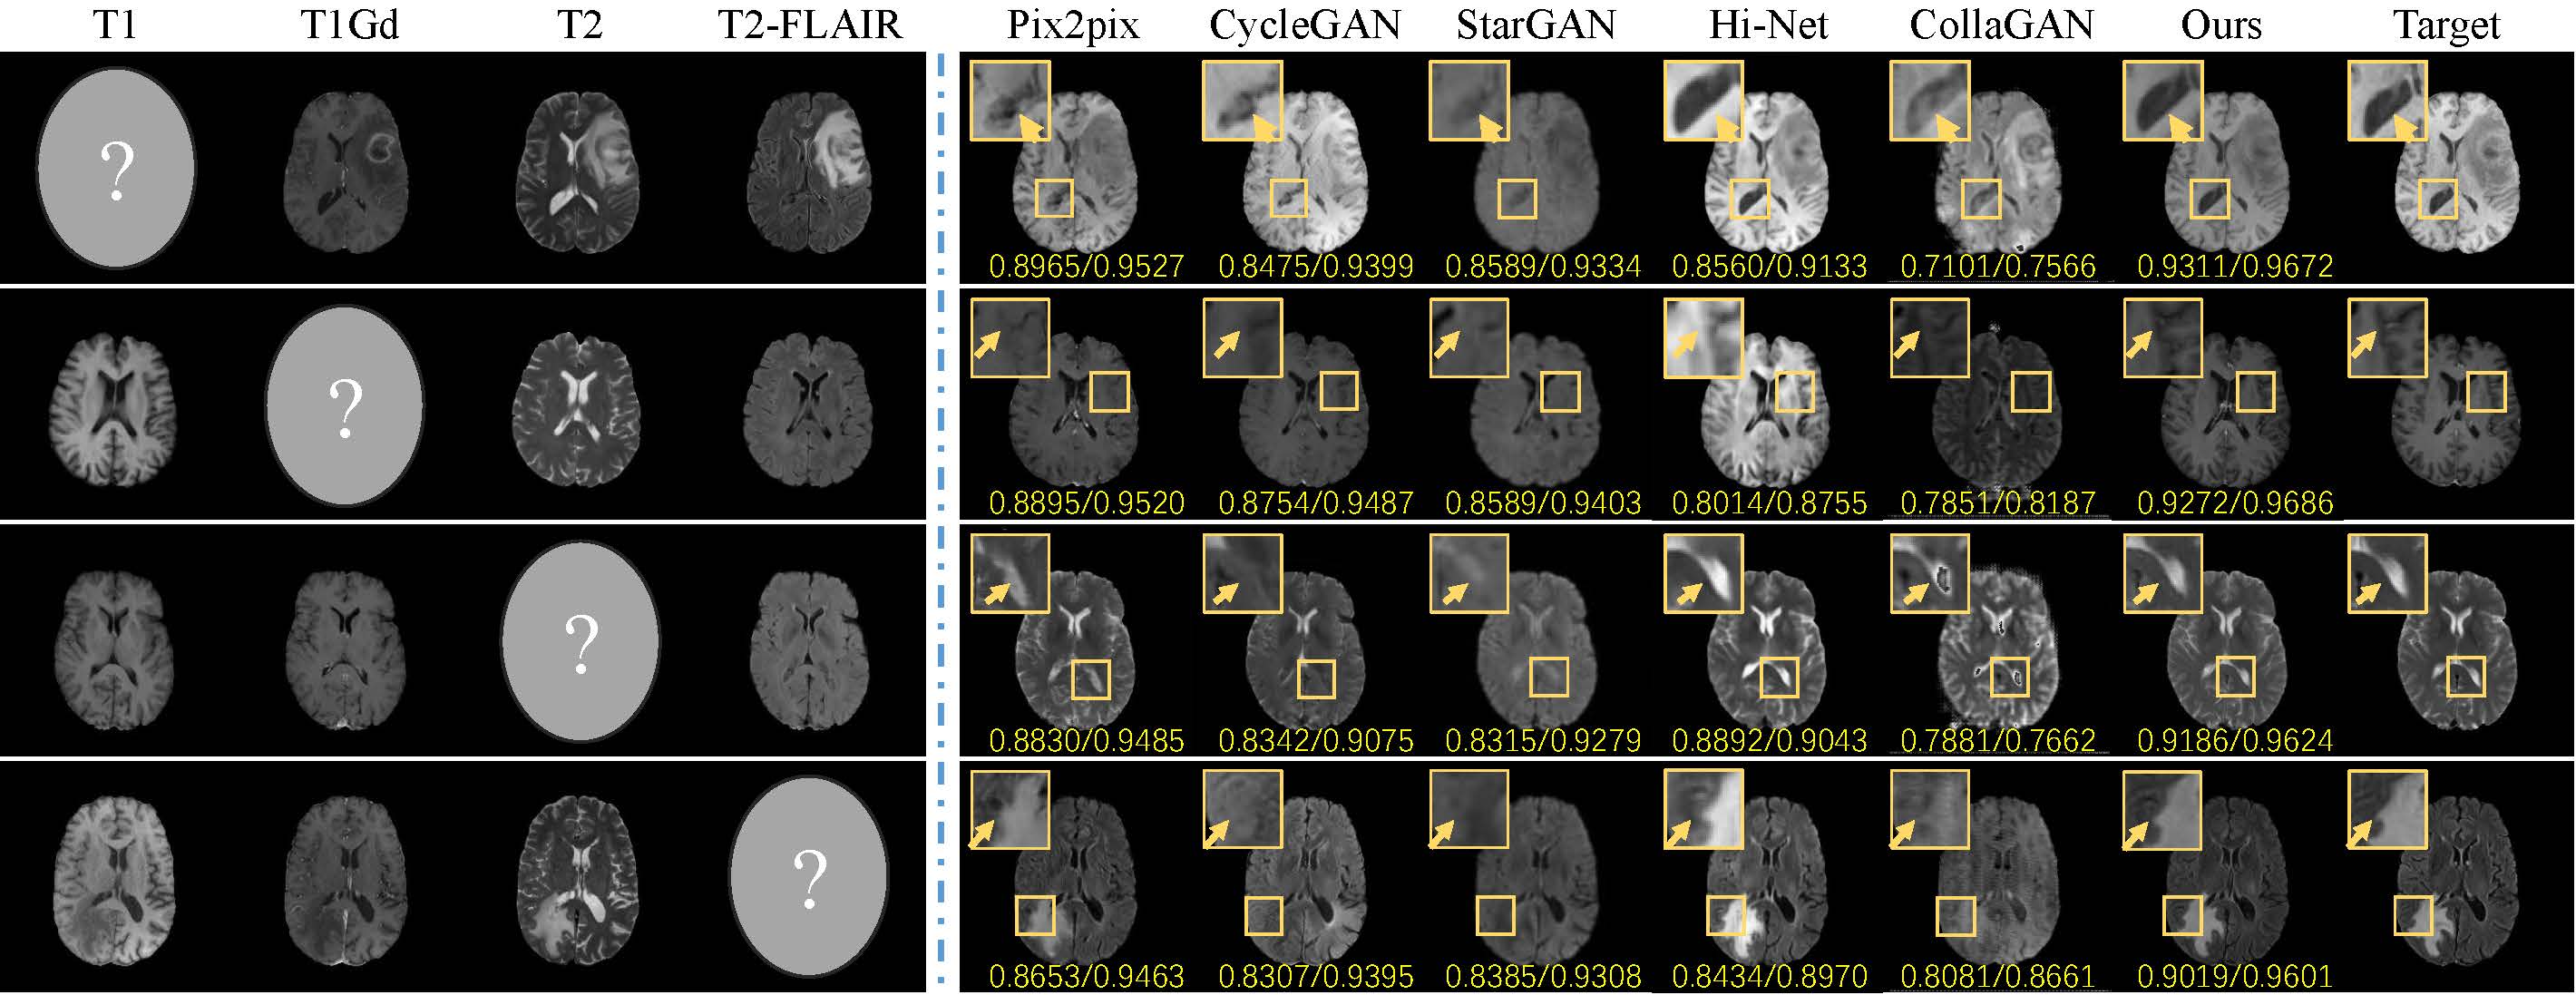 T1 T1Gd T2 T2-FLAIR Pix2pix CycleGAN StarGAN Hi-Net CollaGAN Ours Target
?
0.8965/0.9527 0.8475/0.9399 0.8589/0.9334 0.8560/0.9133 0.7101/0.7566 0.9311/0.9672
?
0.8895/0.9520 0.8754/0.9487 0.8589/0.9403 0.8014/0.8755 0.7851/0.8187 0.9272/0.9686
?
0.8830/0.9485 0.8342/0.9075 0.8315/0.9279 0.8892/0.9043 0.7881/0.7662 0.9186/0.9624
?
0.8653/0.9463 0.8307/0.9395 0.8385/0.9308 0.8434/0.8970 0.8081/0.8661 0.9019/0.9601